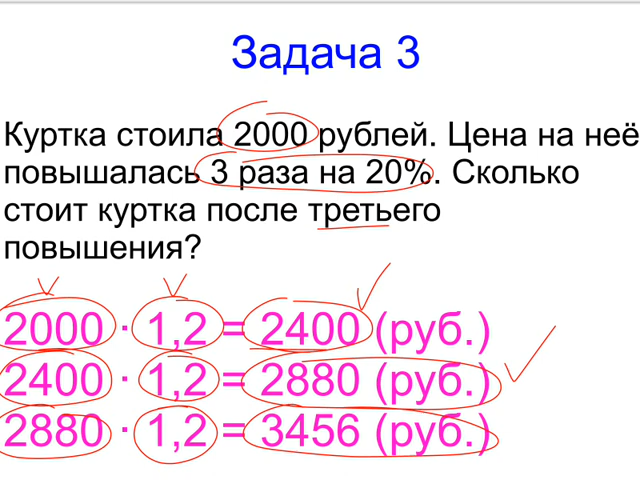 Задача 3
Куртка стоила 2000 рублей. Цена на неё
повышалась 3 раза на 20%. Сколько
стоит куртка после третьего
повышения?
2000 · 1,2 = 2400 (руб.)
2400 · 1,2 = 2880 (руб.)
2880 · 1,2 = 3456 (руб.)